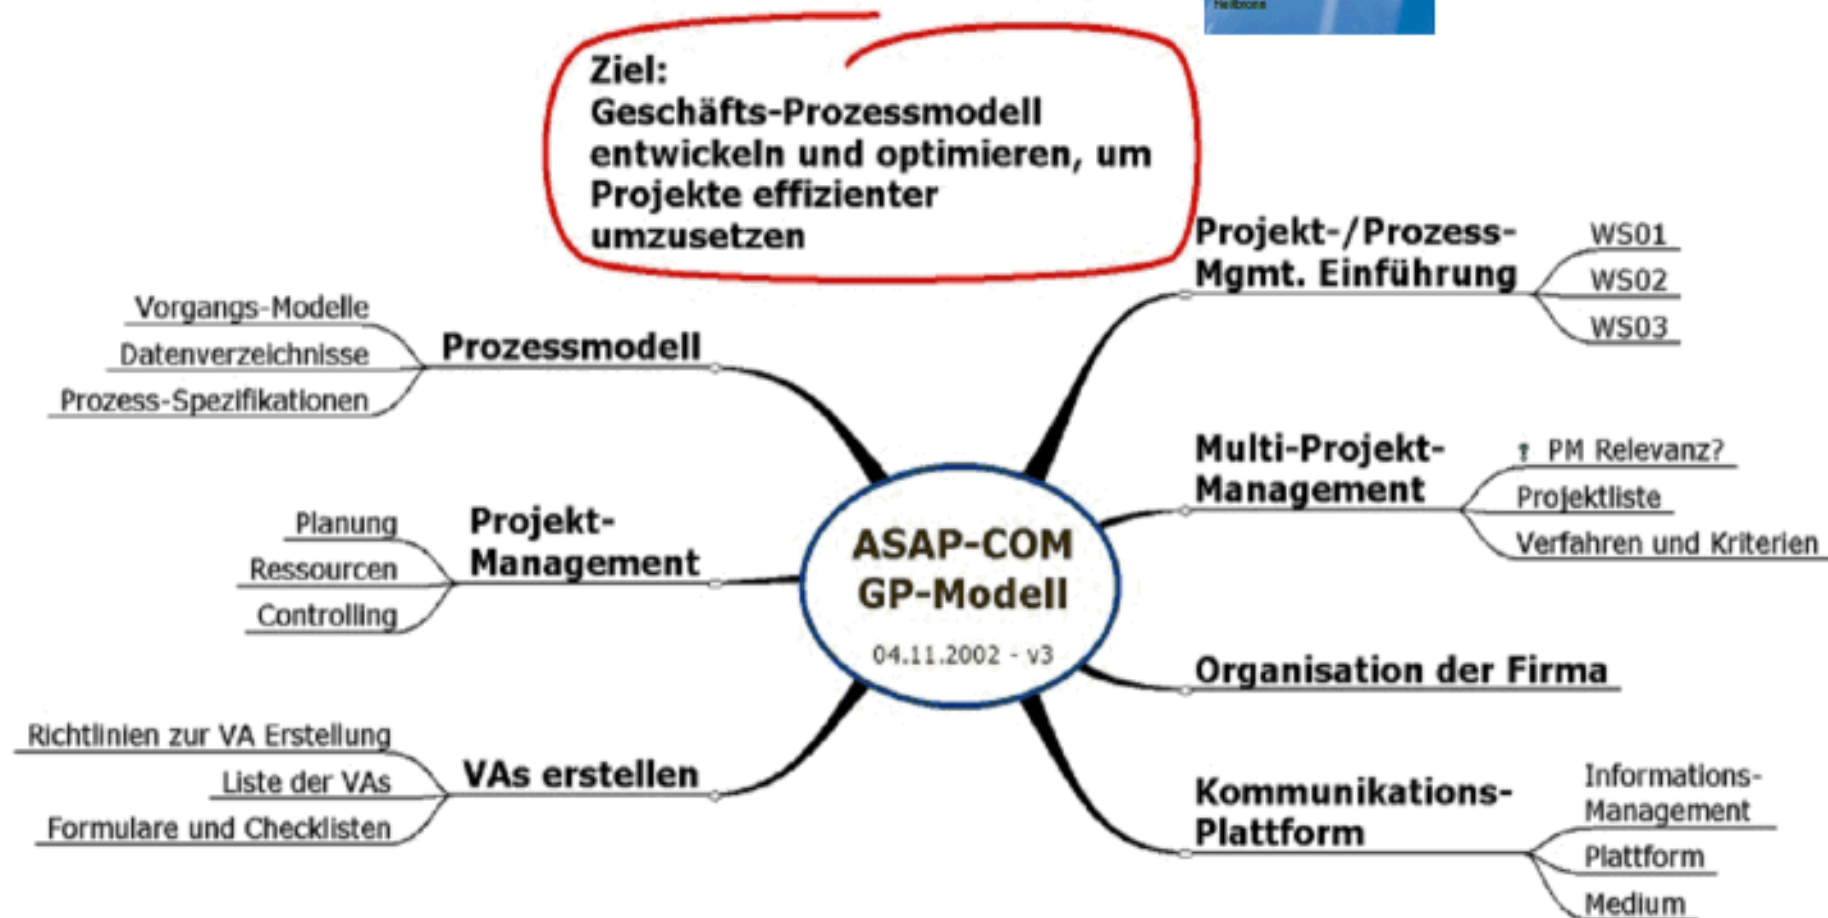 Heilbronn
Ziel:
Geschäfts-Prozessmodell
entwickeln und optimieren, um
Projekte effizienter
umzusetzen
Projekt-/Prozess-
Mgmt. Einführung
WS01
WS02
WS03
Vorgangs-Modelle
Datenverzeichnisse
Prozess-Spezifikationen
Prozessmodell
Multi-Projekt-
Management
? PM Relevanz?
Projektliste
Verfahren und Kriterien
Planung
Ressourcen
Controlling
Projekt-
Management
ASAP-COM
GP-Modell
04.11.2002 - v3
Organisation der Firma
Richtlinien zur VA Erstellung
Liste der VAs
Formulare und Checklisten
VAs erstellen
Kommunikations-
Plattform
Informations-
Management
Plattform
Medium